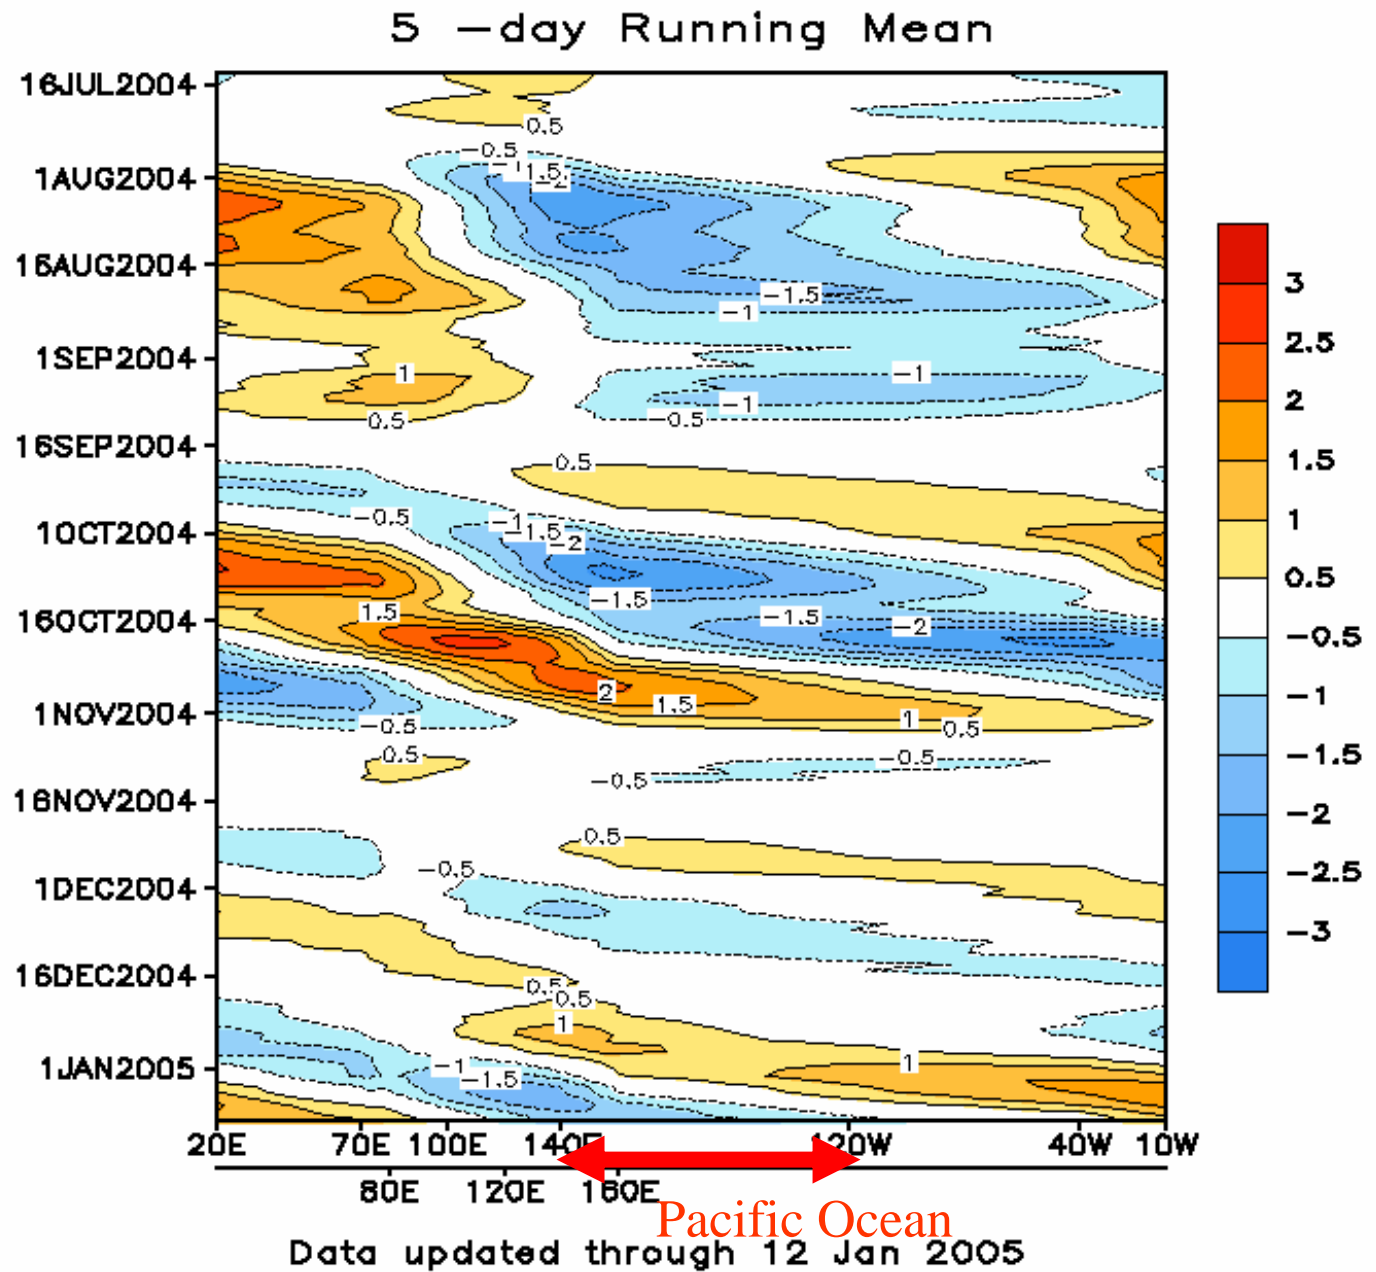 5 -day Running Mean
16JUL2004
0.5
-0.5
-1
-1.5
-2
1AUG2004
16AUG2004
-1.5
-1
3
2.5
1SEP2004
1
-1
2
-1
0.5
-0.5
16SEP2004
1.5
0.5
-0.5
-1
1
1OCT2004
-1.5
-2
0.5
-1.5
1.5
-1.5
16OCT2004
-2
-0.5
2
-1
1.5
1NOV2004
1
-0.5
0.5
0.5
-0.5
-1.5
-0.5
16NOV2004
-2
0.5
-0.5
-2.5
1DEC2004
-3
16DEC2004
0.5
0.5
1
-1
1
1JAN2005
-1.5
20E 70E 100E 140E 120W 40W 10W
80E 120E 160E
Pacific Ocean
Data updated through 12 Jan 2005